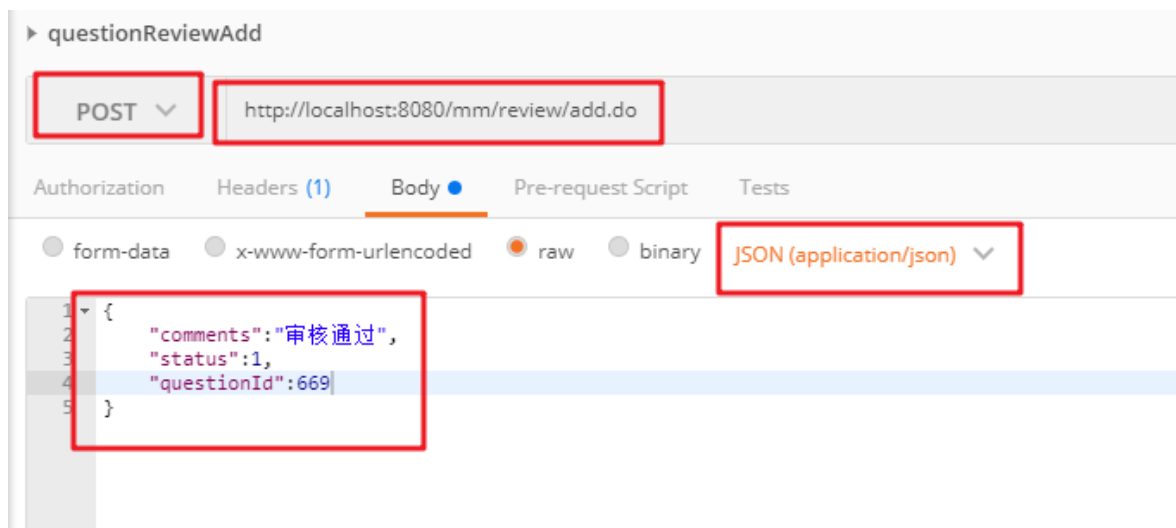 questionReviewAdd
POST http://localhost:8080/mm/review/add.do
Authorization Headers (1) Body Pre-request Script Tests
form-data x-www-form-urlencoded raw binary JSON (application/json)
1 {
2 "comments":"审核通过",
3 "status":1,
4 "questionId":669
5 }